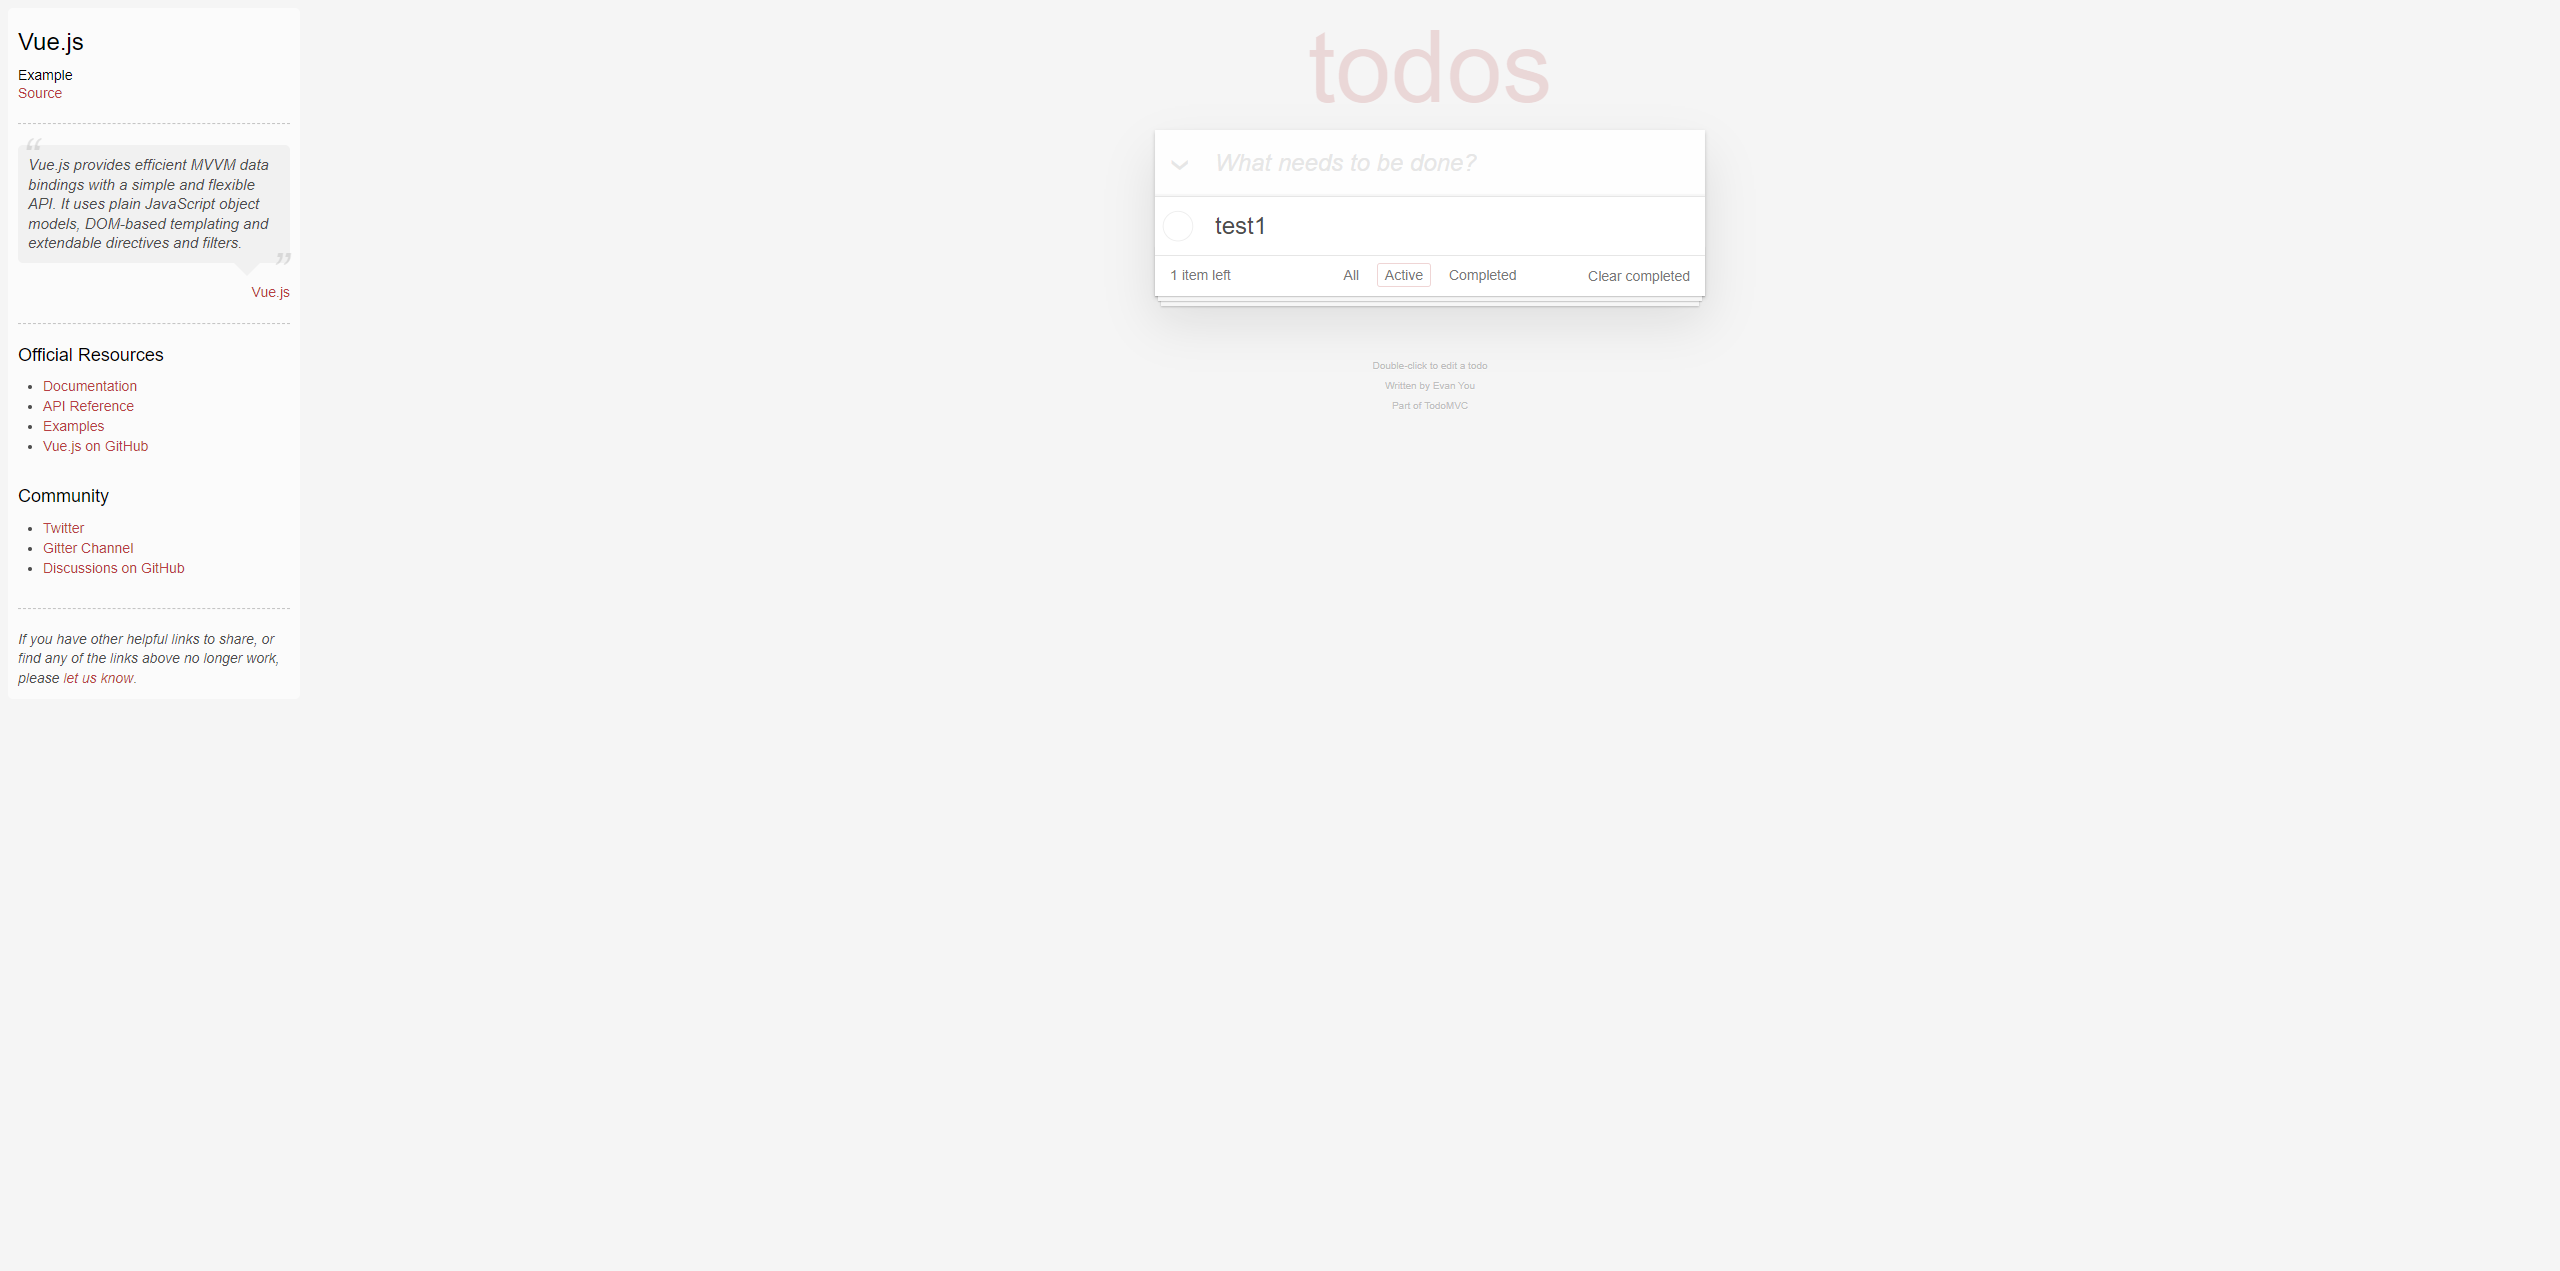 Vue.js
Example
Source
“
Vue.js provides efficient MVVM data
bindings with a simple and flexible
API. It uses plain JavaScript object
models, DOM-based templating and
extendable directives and filters.
”
Vue.js
Official Resources
• Documentation
• API Reference
• Examples
• Vue.js on GitHub
Community
• Twitter
• Gitter Channel
• Discussions on GitHub
If you have other helpful links to share, or
find any of the links above no longer work,
please let us know.
todos
What needs to be done?
test1
1 item left All Active Completed Clear completed
Double-click to edit a todo
Written by Evan You
Part of TodoMVC